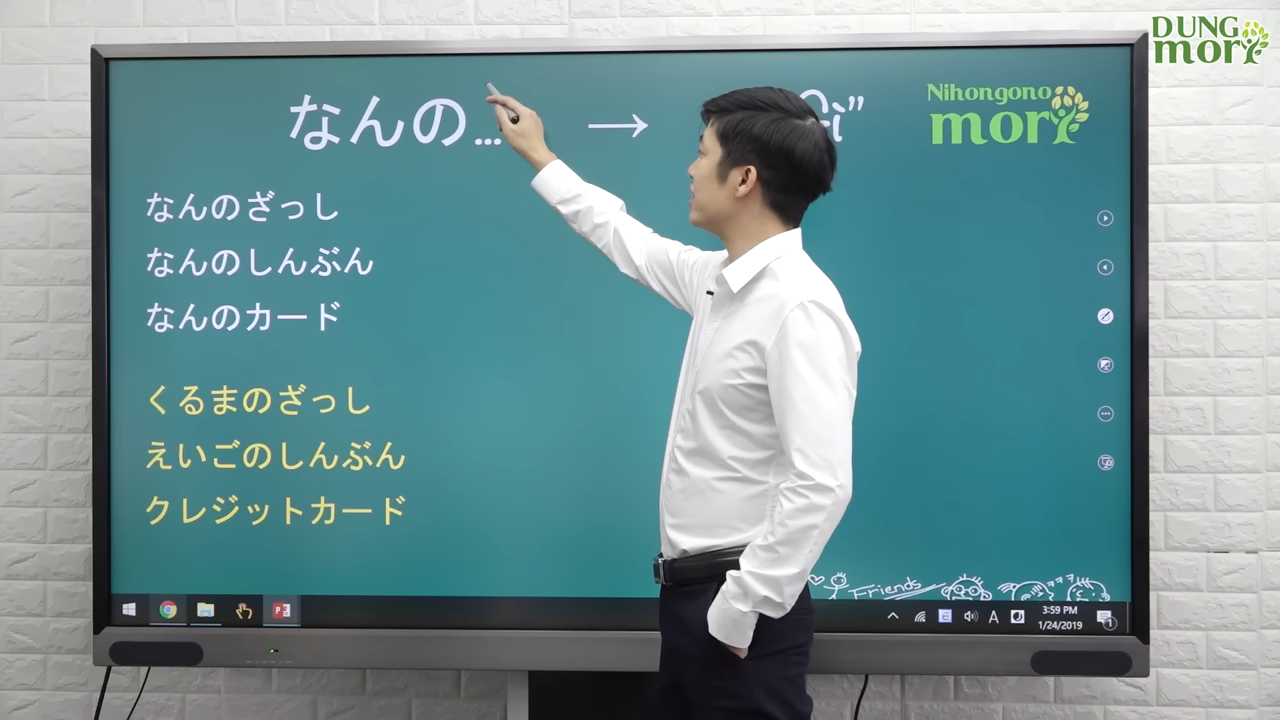 DUNG
mori
なんの... →
Nihongono
mori
なんのざっし
なんのしんぶん
なんのカード
くるまのざっし
えいごのしんぶん
クレジットカード
Friends
A
3:59 PM
1/24/2019
1